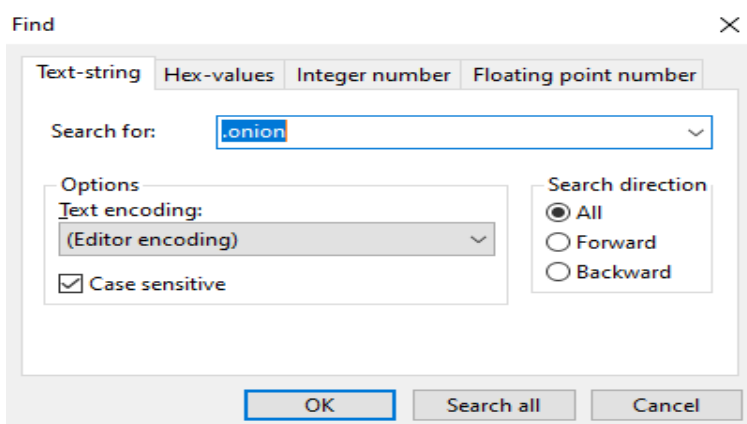 Find
Text-string Hex-values Integer number Floating point number
Search for: .onion
Options
Text encoding:
(Editor encoding)
Case sensitive
Search direction
All
Forward
Backward
OK Search all Cancel